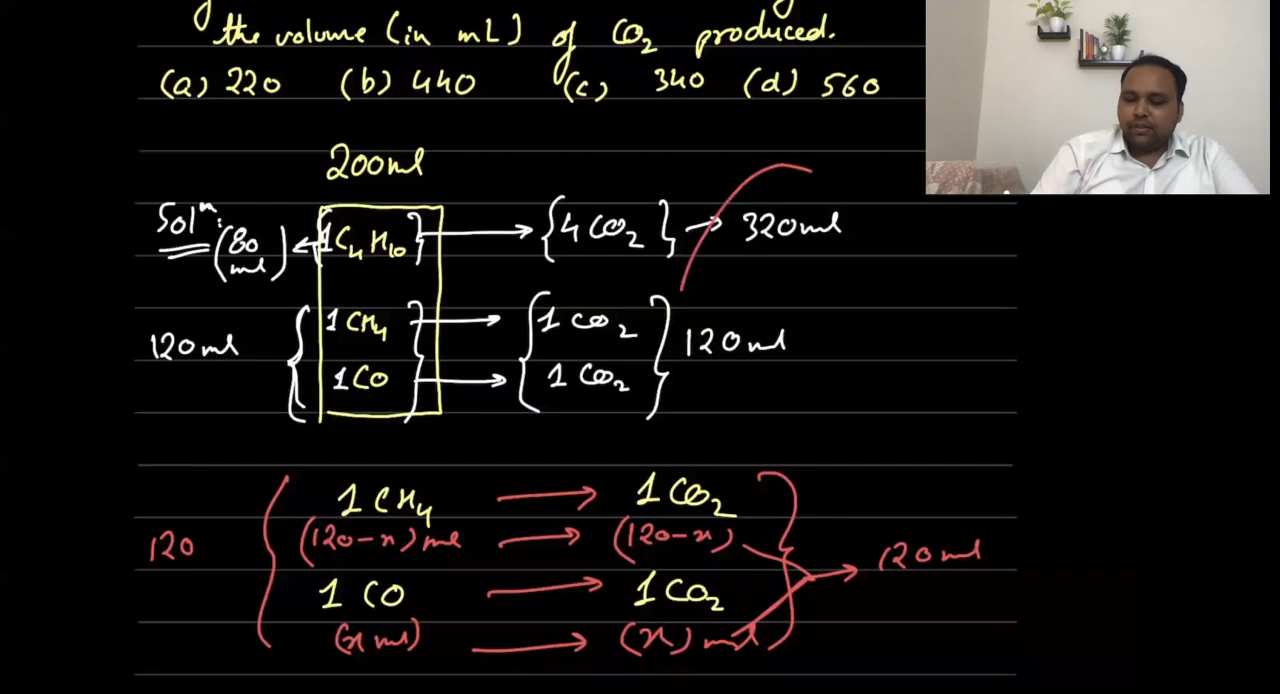 the volume (in mL) of CO2 produced.
(a) 220 (b) 440 (c) 340 (d) 560
200ml
Solⁿ: (80 ml) 1C4H10 → {4CO2} → 320ml
120ml 1CH4 → 1CO2 120ml
1CO → 1CO2
1CH4 → 1CO2
120 (120-x) ml → (120-x) 120ml
1CO → 1CO2
(x ml) → (x) ml